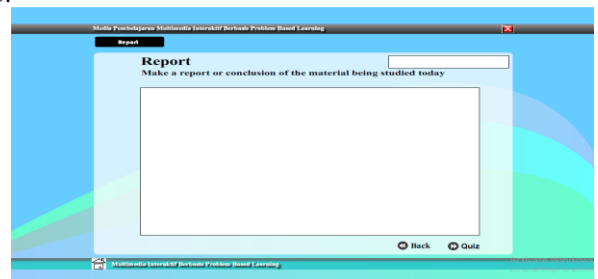 Media Pembelajaran Multimedia Interaktif Berbasis Problem Based Learning
Report
Report
Make a report or conclusion of the material being studied today
Back
Quiz
Multimedia Interaktif Berbasis Problem Based Learning